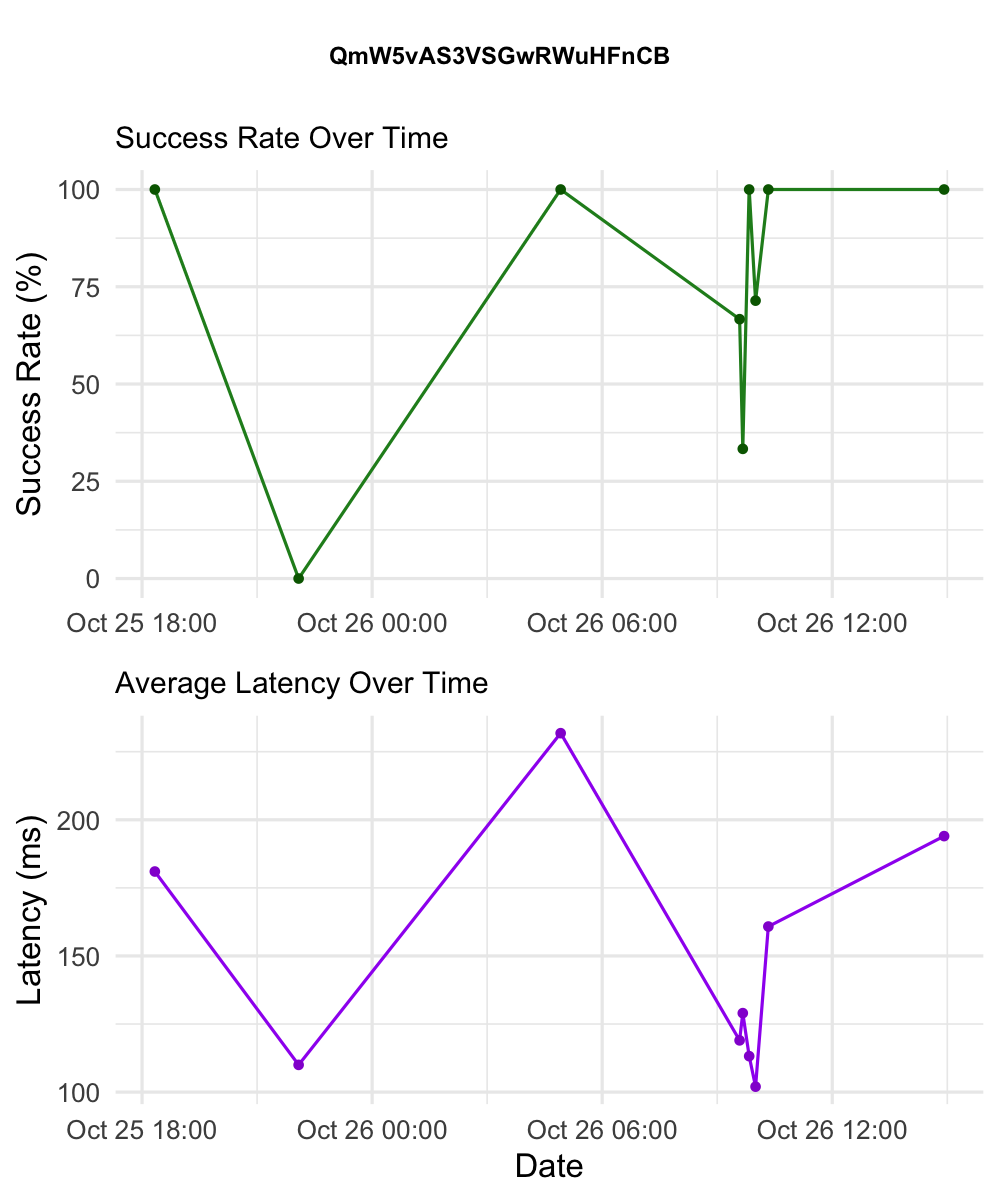 QmW5vAS3VSGwRWuHFnCB
Success Rate Over Time
Success Rate (%)
100
75
50
25
0
Oct 25 18:00 Oct 26 00:00 Oct 26 06:00 Oct 26 12:00
Average Latency Over Time
Latency (ms)
200
150
100
Oct 25 18:00 Oct 26 00:00 Oct 26 06:00 Oct 26 12:00
Date